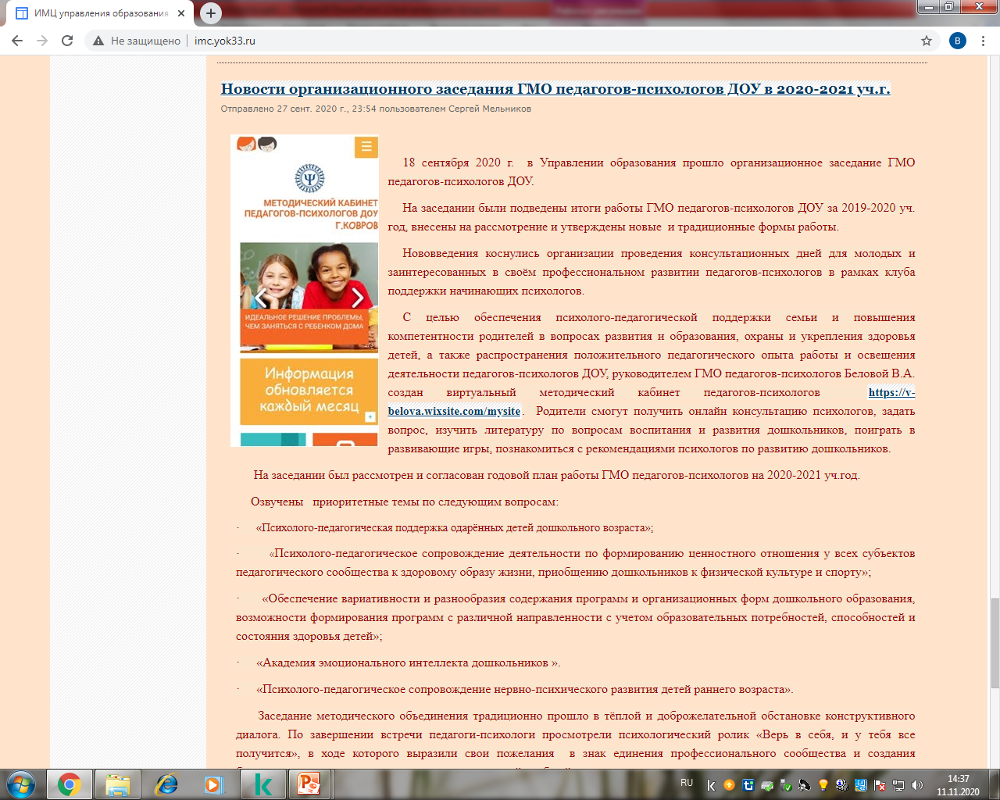 ИМЦ управления образования
Не защищено
imc.yok33.ru
В
Новости организационного заседания ГМО педагогов-психологов ДОУ в 2020-2021 уч.г.
Отправлено 27 сент. 2020 г., 23:54 пользователем Сергей Мельников
МЕТОДИЧЕСКИЙ КАБИНЕТ
ПЕДАГОГОВ-ПСИХОЛОГОВ ДОУ
Г.КОВРОВ
ИДЕАЛЬНОЕ РЕШЕНИЕ ПРОБЛЕМЫ,
ЧЕМ ЗАНЯТЬСЯ С РЕБЕНКОМ ДОМА
Информация
обновляется
каждый месяц
18 сентября 2020 г. в Управлении образования прошло организационное заседание ГМО
педагогов-психологов ДОУ.
На заседании были подведены итоги работы ГМО педагогов-психологов ДОУ за 2019-2020 уч.
год, внесены на рассмотрение и утверждены новые и традиционные формы работы.
Нововведения коснулись организации проведения консультационных дней для молодых и
заинтересованных в своём профессиональном развитии педагогов-психологов в рамках клуба
поддержки начинающих психологов.
С целью обеспечения психолого-педагогической поддержки семьи и повышения
компетентности родителей в вопросах развития и образования, охраны и укрепления здоровья
детей, а также распространения положительного педагогического опыта работы и освещения
деятельности педагогов-психологов ДОУ, руководителем ГМО педагогов-психологов Беловой В.А.
создан виртуальный методический кабинет педагогов-психологов https://v-
belova.wixsite.com/mysite. Родители смогут получить онлайн консультацию психологов, задать
вопрос, изучить литературу по вопросам воспитания и развития дошкольников, поиграть в
развивающие игры, познакомиться с рекомендациями психологов по развитию дошкольников.
На заседании был рассмотрен и согласован годовой план работы ГМО педагогов-психологов на 2020-2021 уч.год.
Озвучены приоритетные темы по следующим вопросам:
· «Психолого-педагогическая поддержка одарённых детей дошкольного возраста»;
· «Психолого-педагогическое сопровождение деятельности по формированию ценностного отношения у всех субъектов
педагогического сообщества к здоровому образу жизни, приобщению дошкольников к физической культуре и спорту»;
· «Обеспечение вариативности и разнообразия содержания программ и организационных форм дошкольного образования,
возможности формирования программ с различной направленности с учетом образовательных потребностей, способностей и
состояния здоровья детей»;
· «Академия эмоционального интеллекта дошкольников ».
· «Психолого-педагогическое сопровождение нервно-психического развития детей раннего возраста».
Заседание методического объединения традиционно прошло в тёплой и доброжелательной обстановке конструктивного
диалога. По завершении встречи педагоги-психологи просмотрели психологический ролик «Верь в себя, и у тебя все
получится», в ходе которого выразили свои пожелания в знак единения профессионального сообщества и создания
RU
14:37
11.11.2020